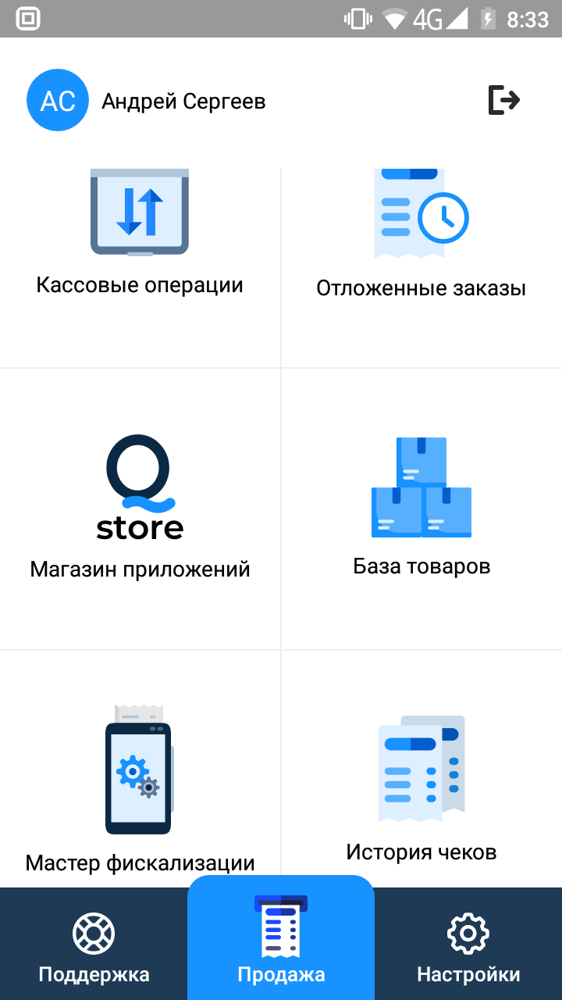 4G 8:33
АС Андрей Сергеев
Кассовые операции
Отложенные заказы
Q
store
Магазин приложений
База товаров
Мастер фискализации
История чеков
Поддержка
Продажа
Настройки